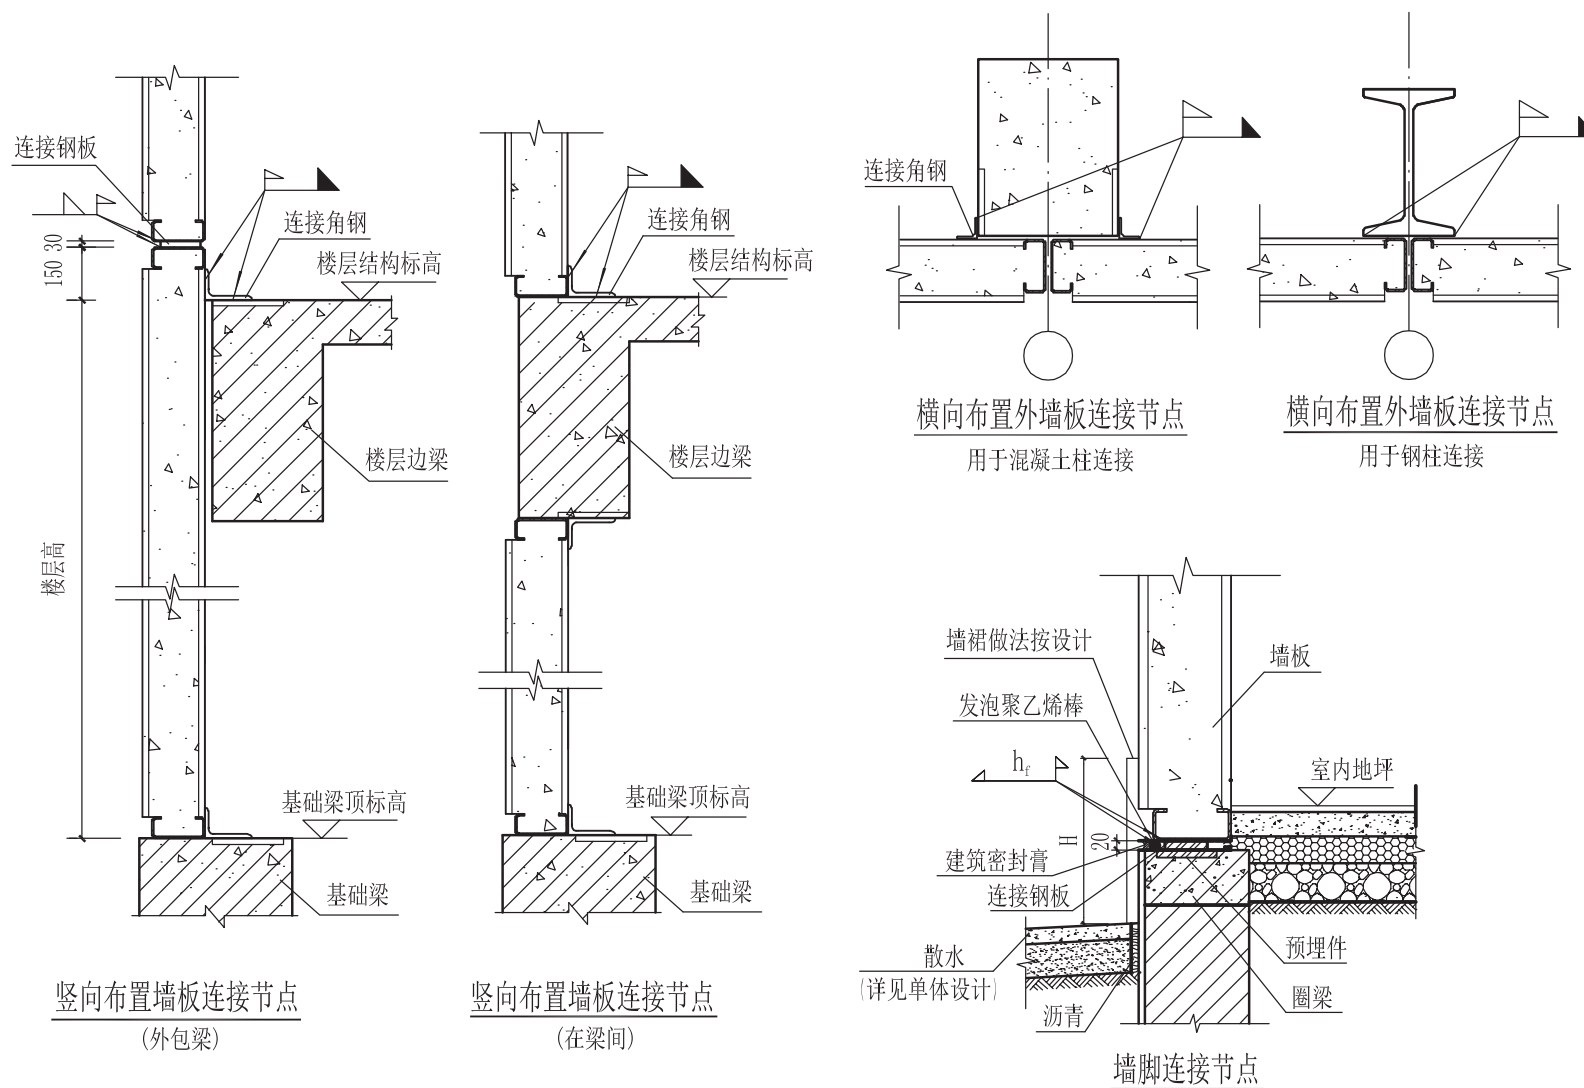 连接钢板
连接角钢
楼层结构标高
30
150
楼层边梁
楼层高
基础梁顶标高
基础梁
竖向布置墙板连接节点
(外包梁)
连接角钢
楼层结构标高
楼层边梁
基础梁顶标高
基础梁
竖向布置墙板连接节点
(在梁间)
连接角钢
横向布置外墙板连接节点
用于混凝土柱连接
横向布置外墙板连接节点
用于钢柱连接
墙裙做法按设计
墙板
发泡聚乙烯棒
hf
室内地坪
H
20
建筑密封膏
连接钢板
预埋件
散水
(详见单体设计)
圈梁
沥青
墙脚连接节点